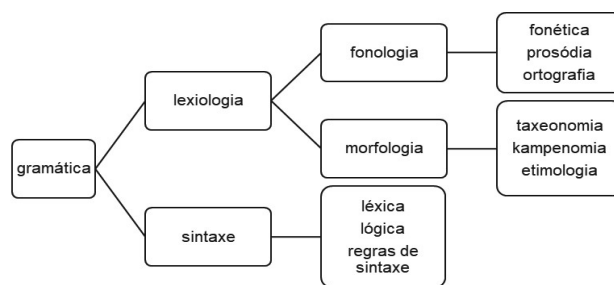 gramática
lexiologia
fonologia
fonética
prosódia
ortografia
morfologia
taxeonomia
kampenomia
etimologia
sintaxe
léxica
lógica
regras de
sintaxe